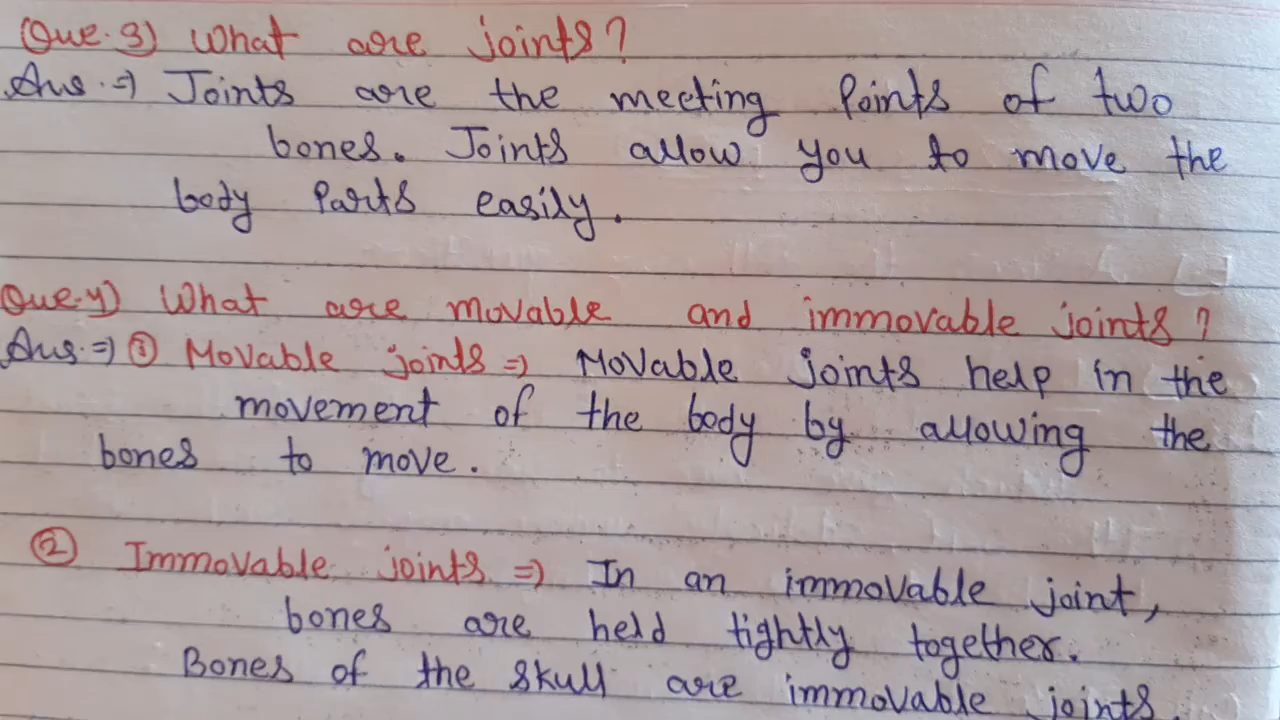 Que.3) What are joints?
Ans.⇒ Joints are the meeting Points of two
bones. Joints allow you to move the
body Parts easily.
Que.4) What are movable and immovable joints?
Ans.⇒ ① Movable joints ⇒ Movable joints help in the
movement of the body by allowing the
bones to move.
② Immovable joints ⇒ In an immovable joint,
bones are held tightly together.
Bones of the skull are immovable joints